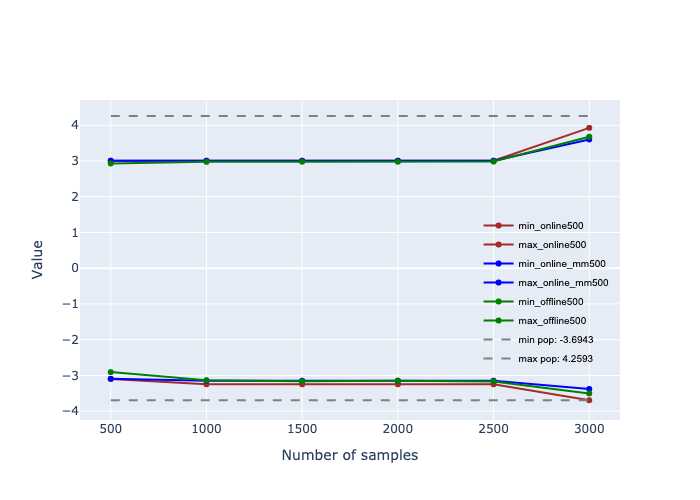 4
3
2
1
0
−1
−2
−3
−4
Value
500
1000
1500
2000
2500
3000
Number of samples
min_online500
max_online500
min_online_mm500
max_online_mm500
min_offline500
max_offline500
min pop: -3.6943
max pop: 4.2593